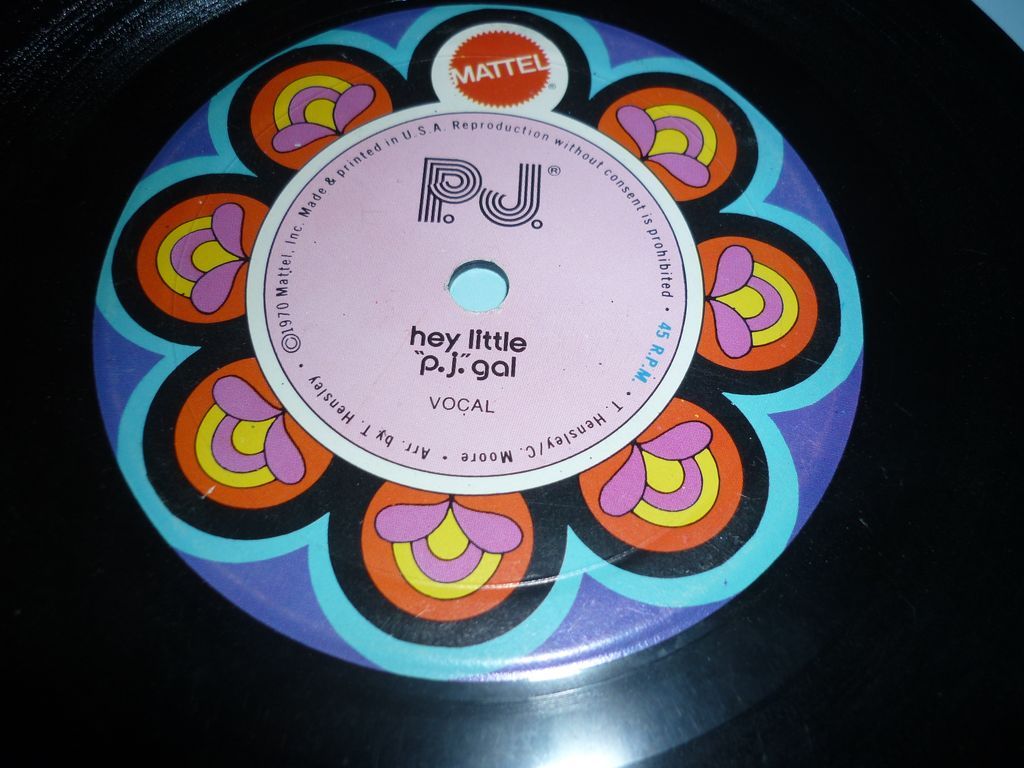 MATTEL®
P.J.®
hey little
"p.j." gal
VOCAL
©1970 Mattel, Inc. Made & printed in U.S.A. Reproduction without consent is prohibited • 45 R.P.M. • T. Hensley/C. Moore • Arr. by T. Hensley •